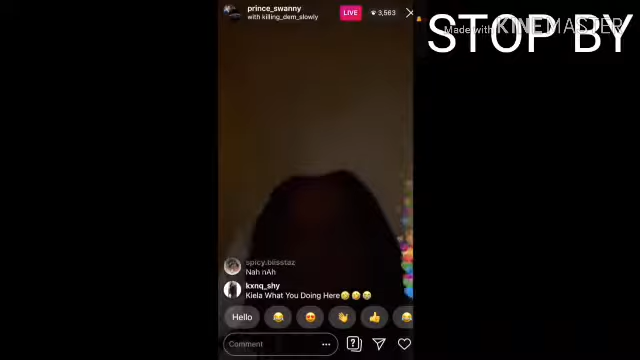 prince_swanny
with killing_dem_slowly
LIVE
3,563
Made with KINEMASTER
STOP BY
spicy.blisstaz
Nah nAh
kxnq_shy
Kiela What You Doing Here🤣🤣😭
Hello
Comment